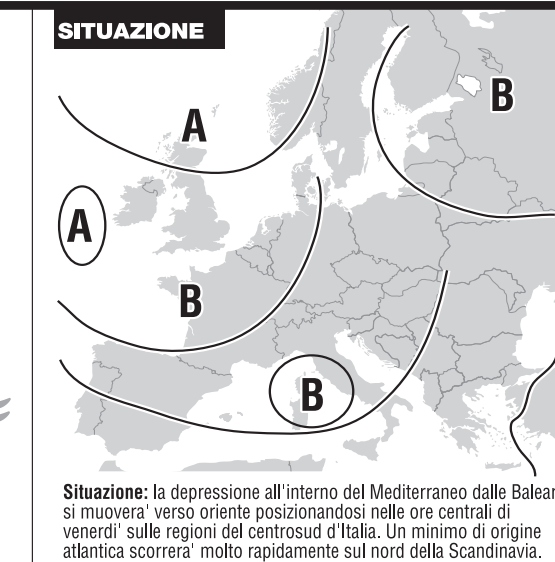 SITUAZIONE
A
B
A
B
B
Situazione: la depressione all'interno del Mediterraneo dalle Balear
si muovera' verso oriente posizionandosi nelle ore centrali di
venerdi' sulle regioni del centrosud d'Italia. Un minimo di origine
atlantica scorrera' molto rapidamente sul nord della Scandinavia.